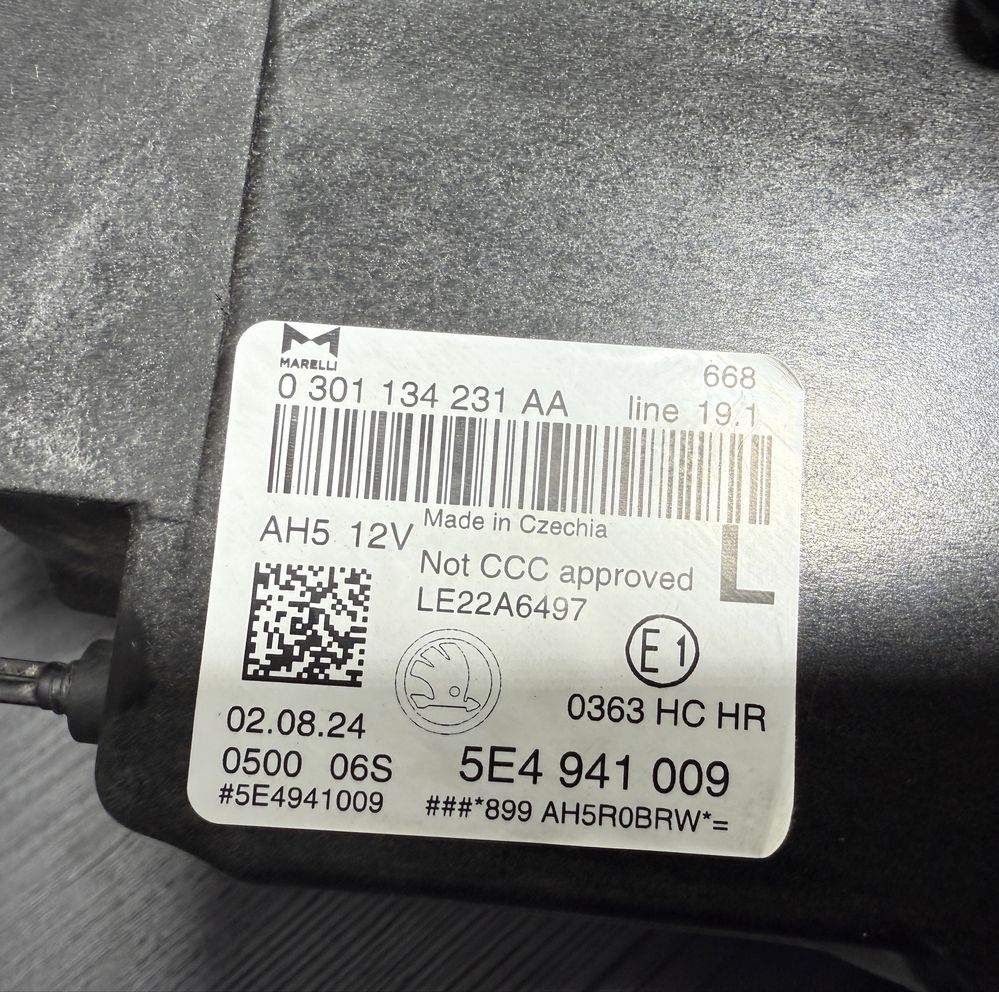 MARELLI
668
0 301 134 231 AA
line 19.1
Made in Czechia
AH5 12V
Not CCC approved
L
LE22A6497
E1
0363 HC HR
02.08.24
0500 06S
5E4 941 009
#5E4941009
###*899 AH5R0BRW*=